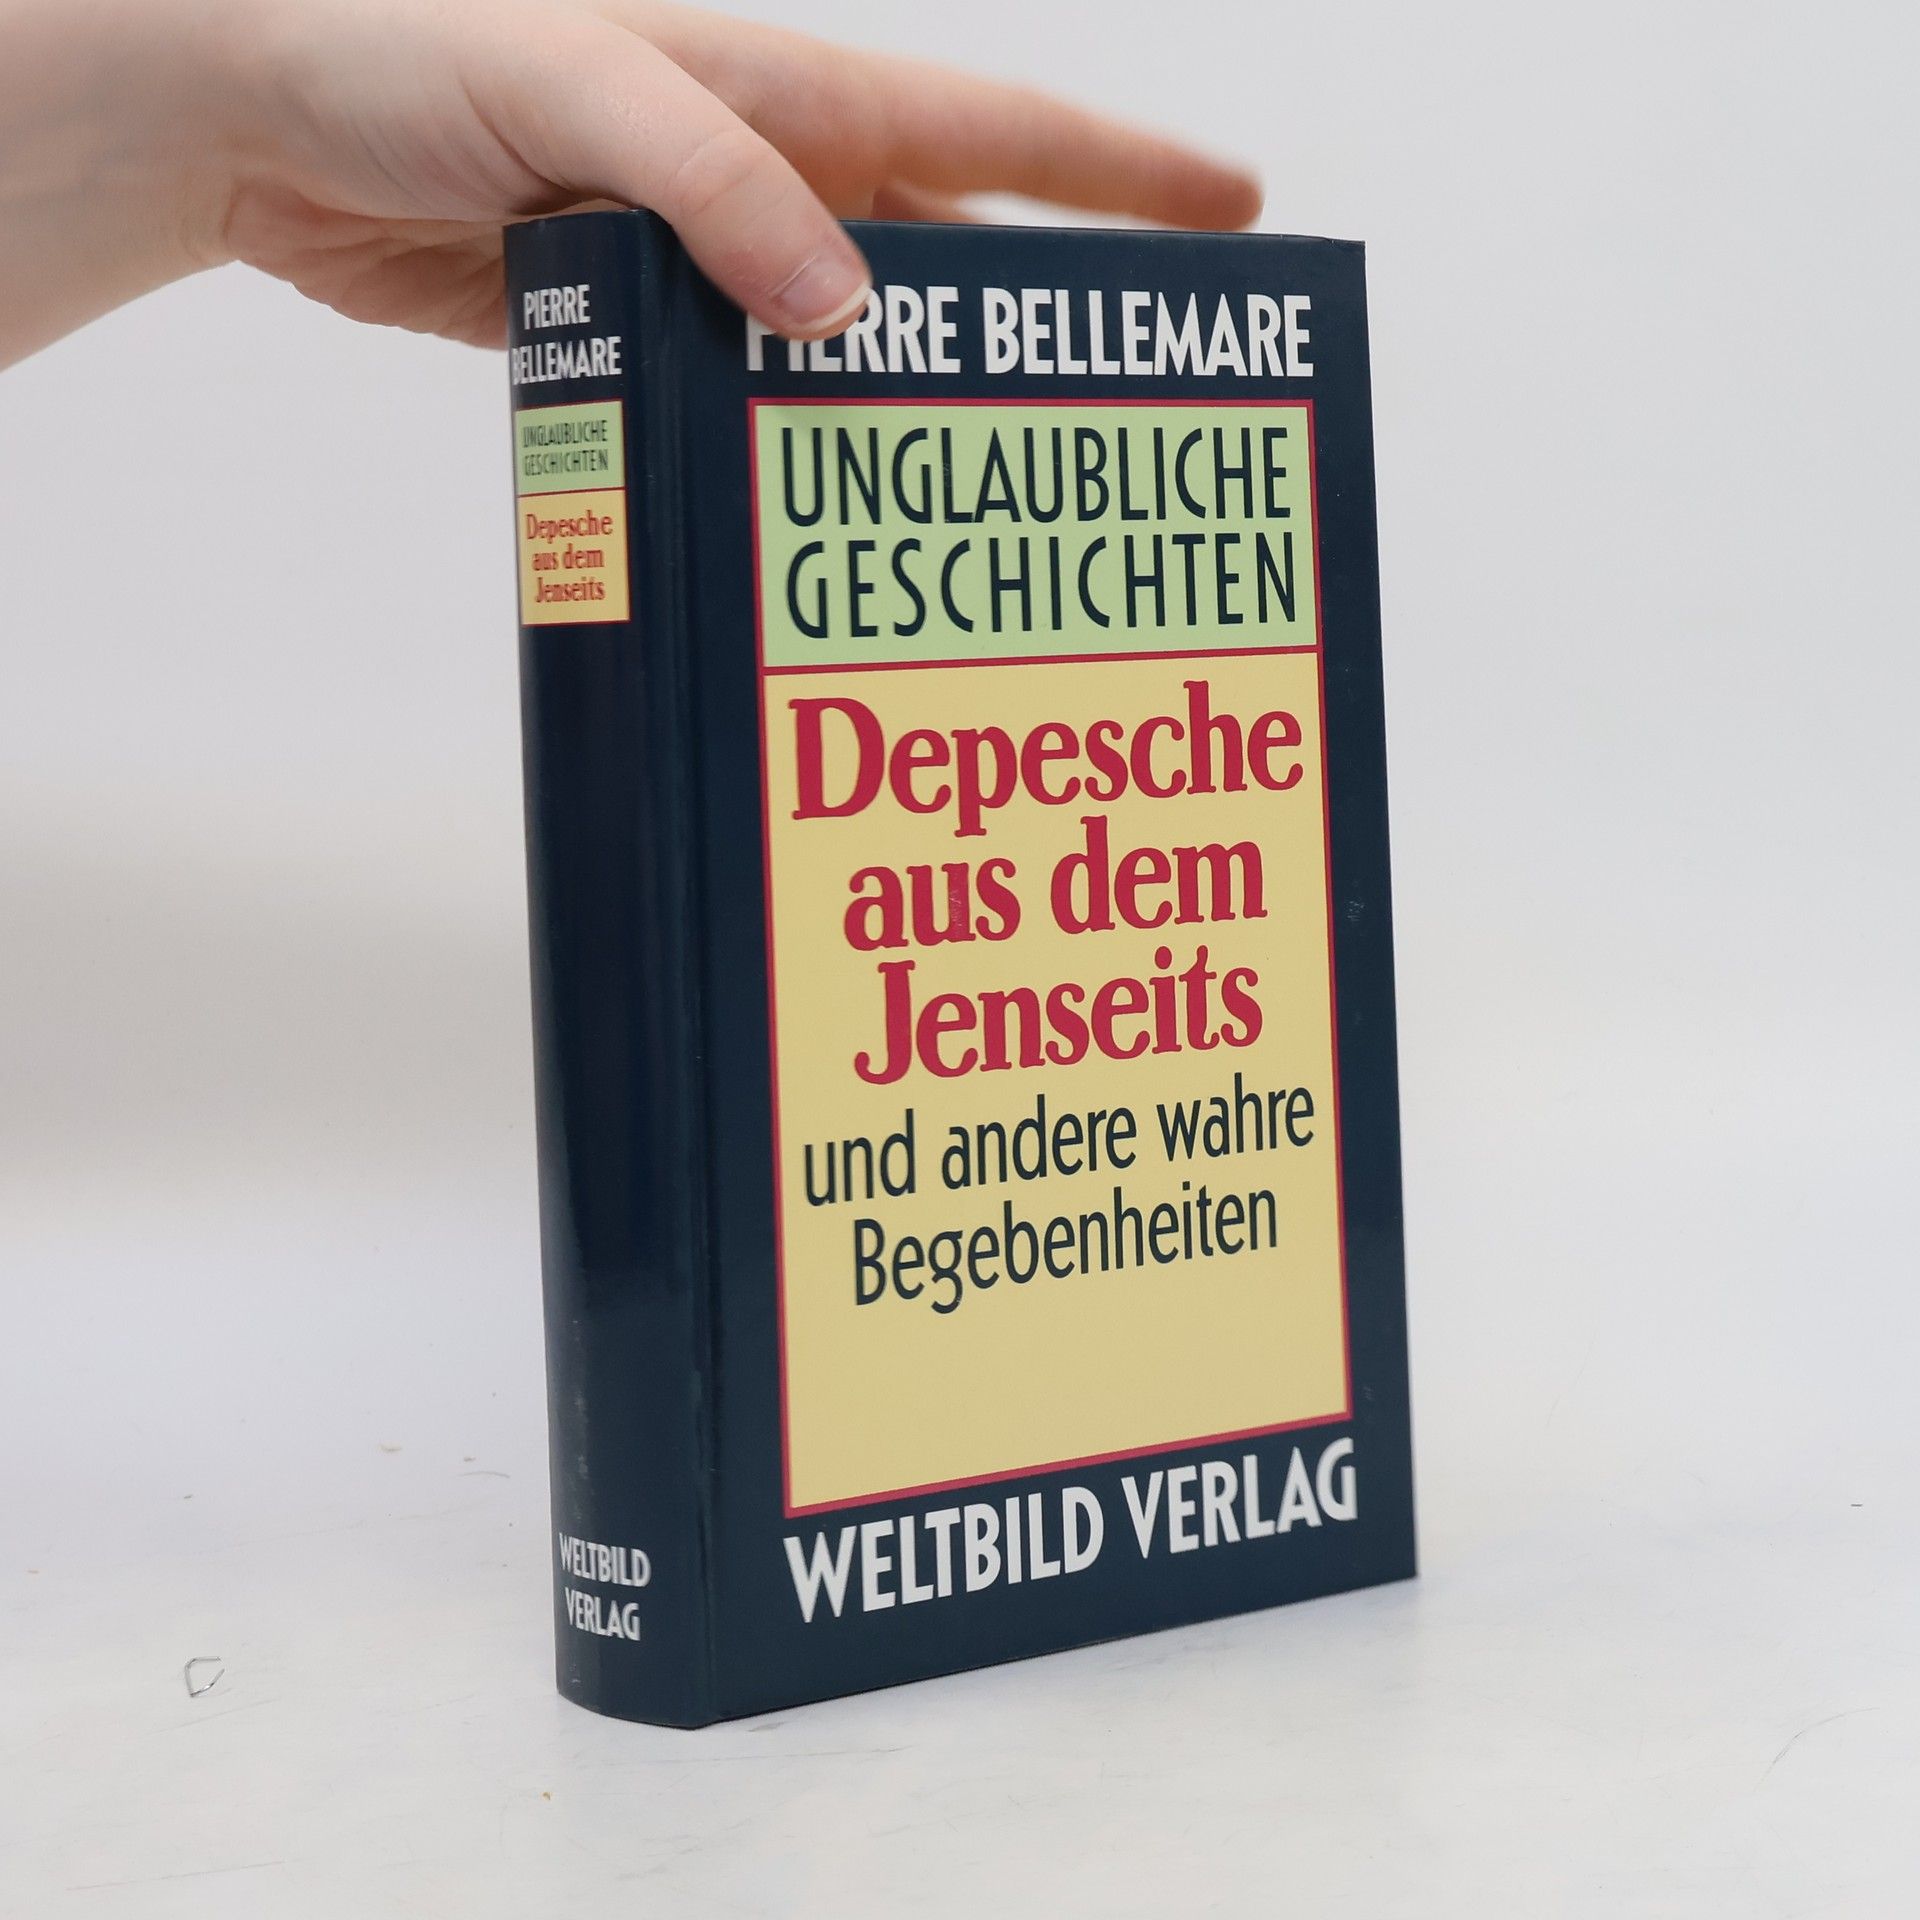 PIERRE
BELLEMARE
UNGLAUBLICHE
GESCHICHTEN
Depesche
aus dem
Jenseits
WELTBILD
VERLAG
PIERRE BELLEMARE
UNGLAUBLICHE
GESCHICHTEN
Depesche
aus dem
Jenseits
und andere wahre
Begebenheiten
WELTBILD VERLAG